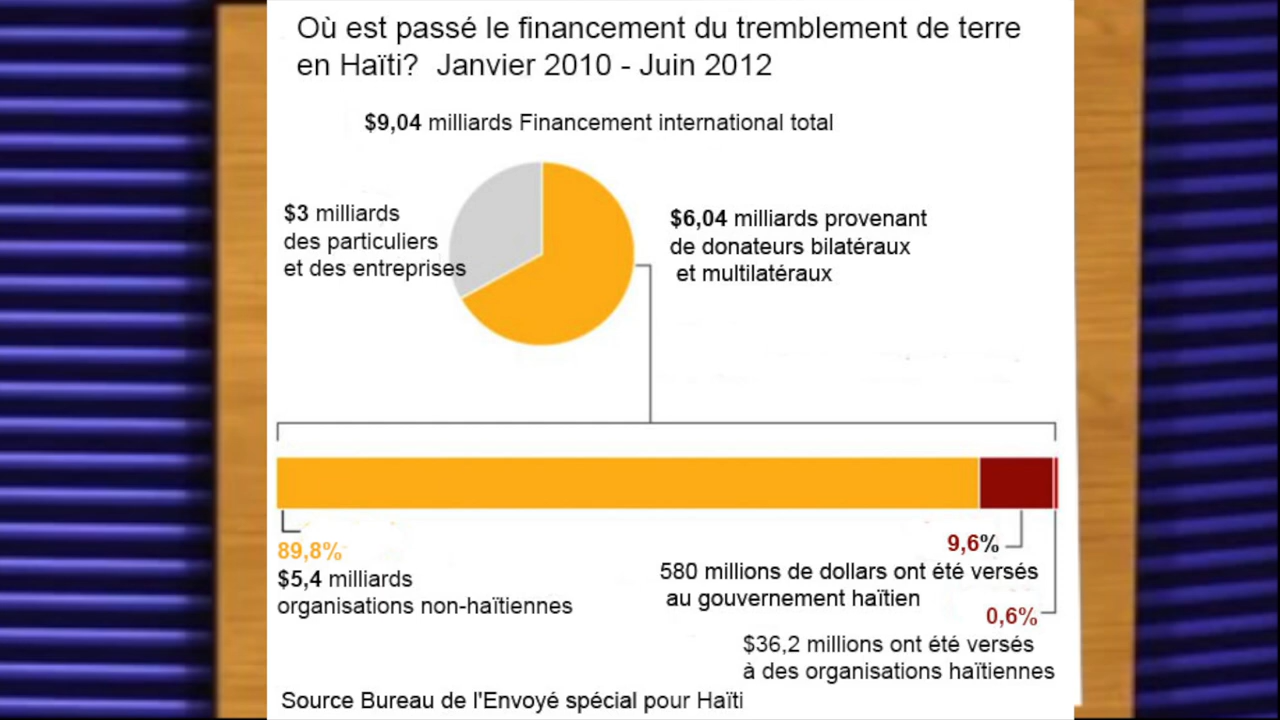 Où est passé le financement du tremblement de terre
en Haïti? Janvier 2010 - Juin 2012
$9,04 milliards Financement international total
$3 milliards
des particuliers
et des entreprises
$6,04 milliards provenant
de donateurs bilatéraux
et multilatéraux
89,8%
$5,4 milliards
organisations non-haïtiennes
9,6%
580 millions de dollars ont été versés
au gouvernement haïtien
0,6%
$36,2 millions ont été versés
à des organisations haïtiennes
Source Bureau de l'Envoyé spécial pour Haïti